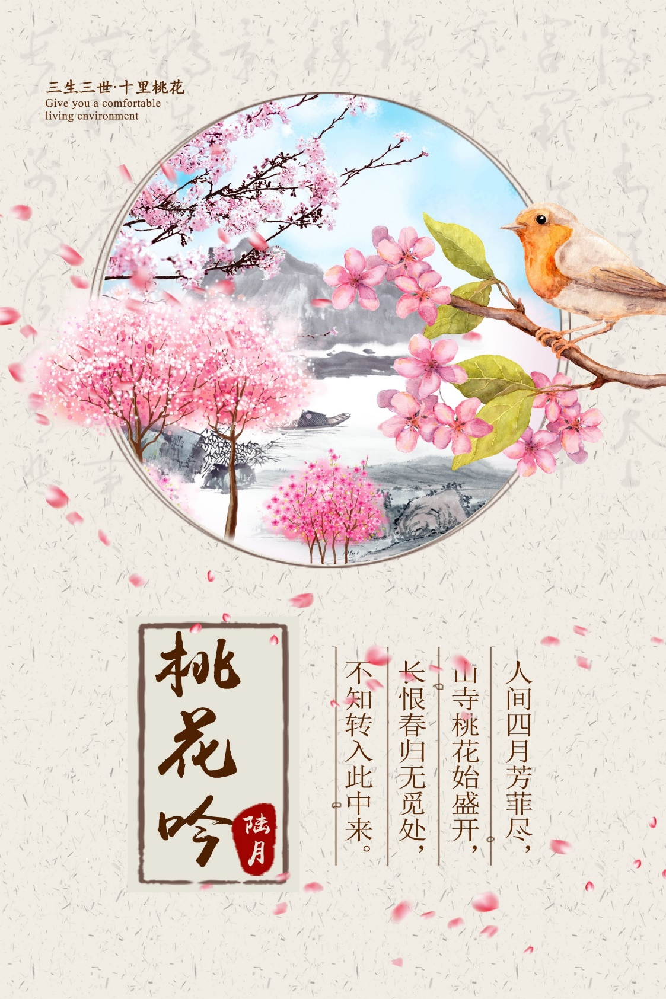 三生三世·十里桃花
Give you a comfortable
living environment
桃花吟
陆月
人间四月芳菲尽，
山寺桃花始盛开，
长恨春归无觅处，
不知转入此中来。